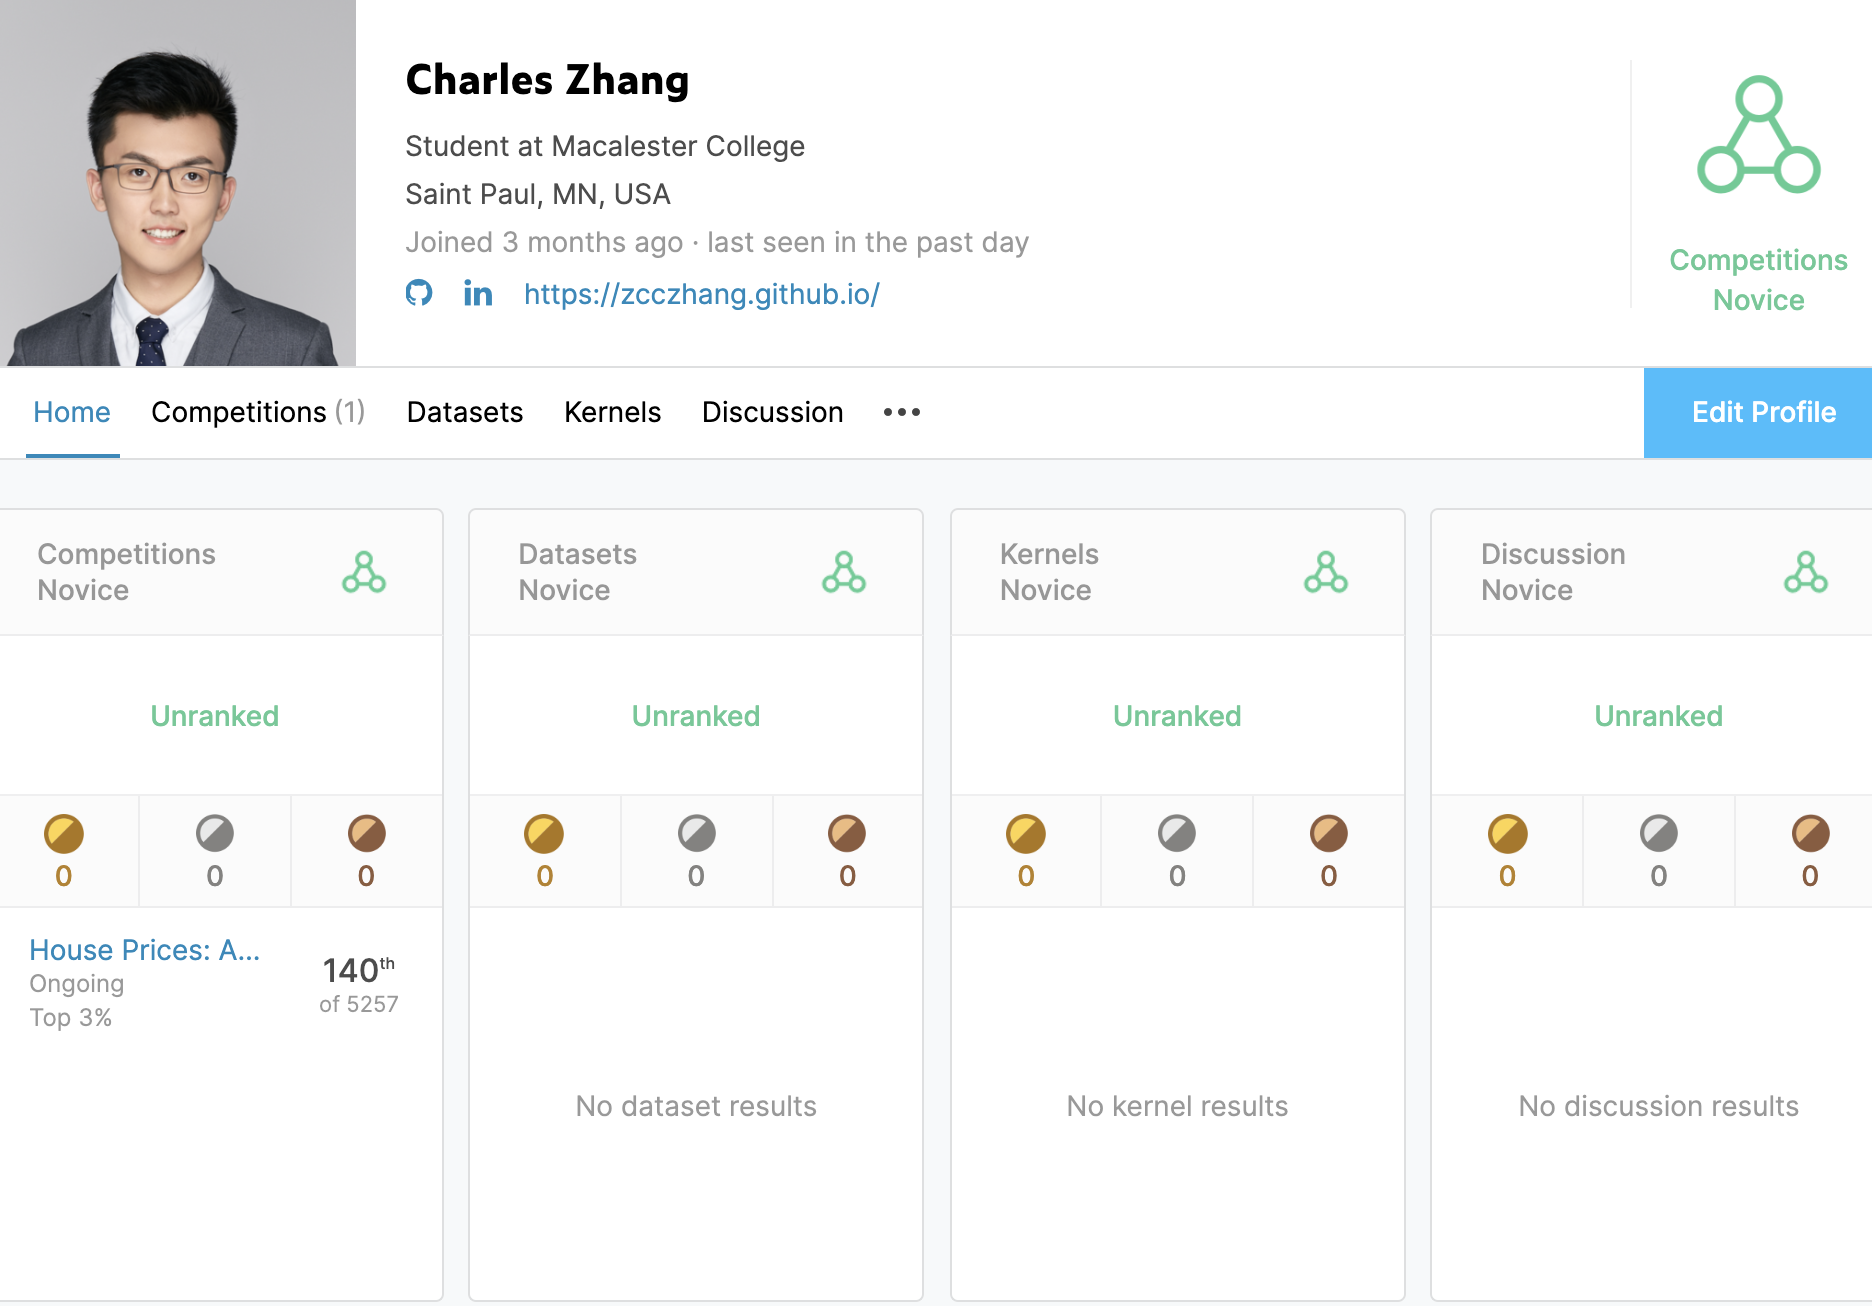 Charles Zhang
Student at Macalester College
Saint Paul, MN, USA
Joined 3 months ago · last seen in the past day
in https://zcczhang.github.io/
Competitions
Novice
Home Competitions (1) Datasets Kernels Discussion •••
Edit Profile
Competitions
Novice
Unranked
0 0 0
House Prices: A...
Ongoing
Top 3%
140th
of 5257
Datasets
Novice
Unranked
0 0 0
No dataset results
Kernels
Novice
Unranked
0 0 0
No kernel results
Discussion
Novice
Unranked
0 0 0
No discussion results